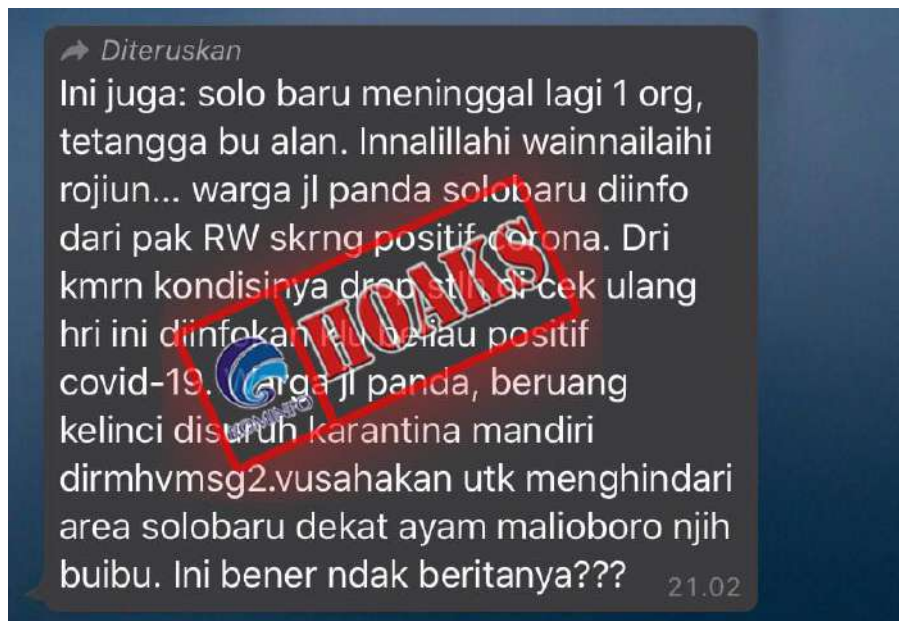 Diteruskan
Ini juga: solo baru meninggal lagi 1 org,
tetangga bu alan. Innalillahi wainnailaihi
rojiun... warga jl panda solobaru diinfo
dari pak RW skrng positif corona. Dri
kmrn kondisinya drop stlh di cek ulang
hri ini diinfokan klu beliau positif
covid-19. Warga jl panda, beruang
kelinci disuruh karantina mandiri
dirmhvmsg2.vusahakan utk menghindari
area solobaru dekat ayam malioboro njih
buibu. Ini bener ndak beritanya???
21.02
HOAKS
KOMINFO